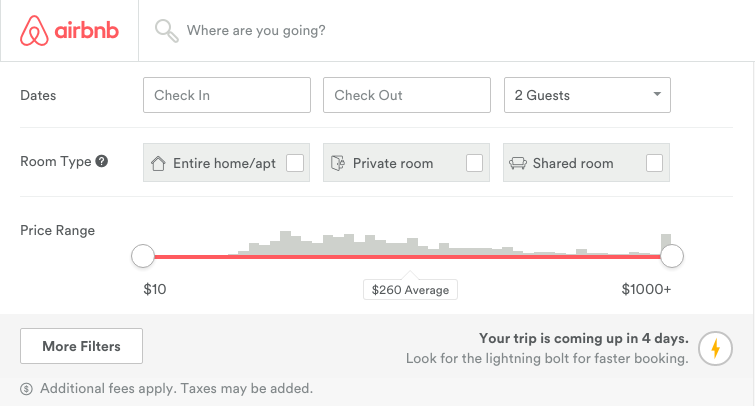 airbnb
Where are you going?
Dates
Check In
Check Out
2 Guests
Room Type ?
Entire home/apt
Private room
Shared room
Price Range
$10
$260 Average
$1000+
More Filters
Your trip is coming up in 4 days.
Look for the lightning bolt for faster booking.
$ Additional fees apply. Taxes may be added.